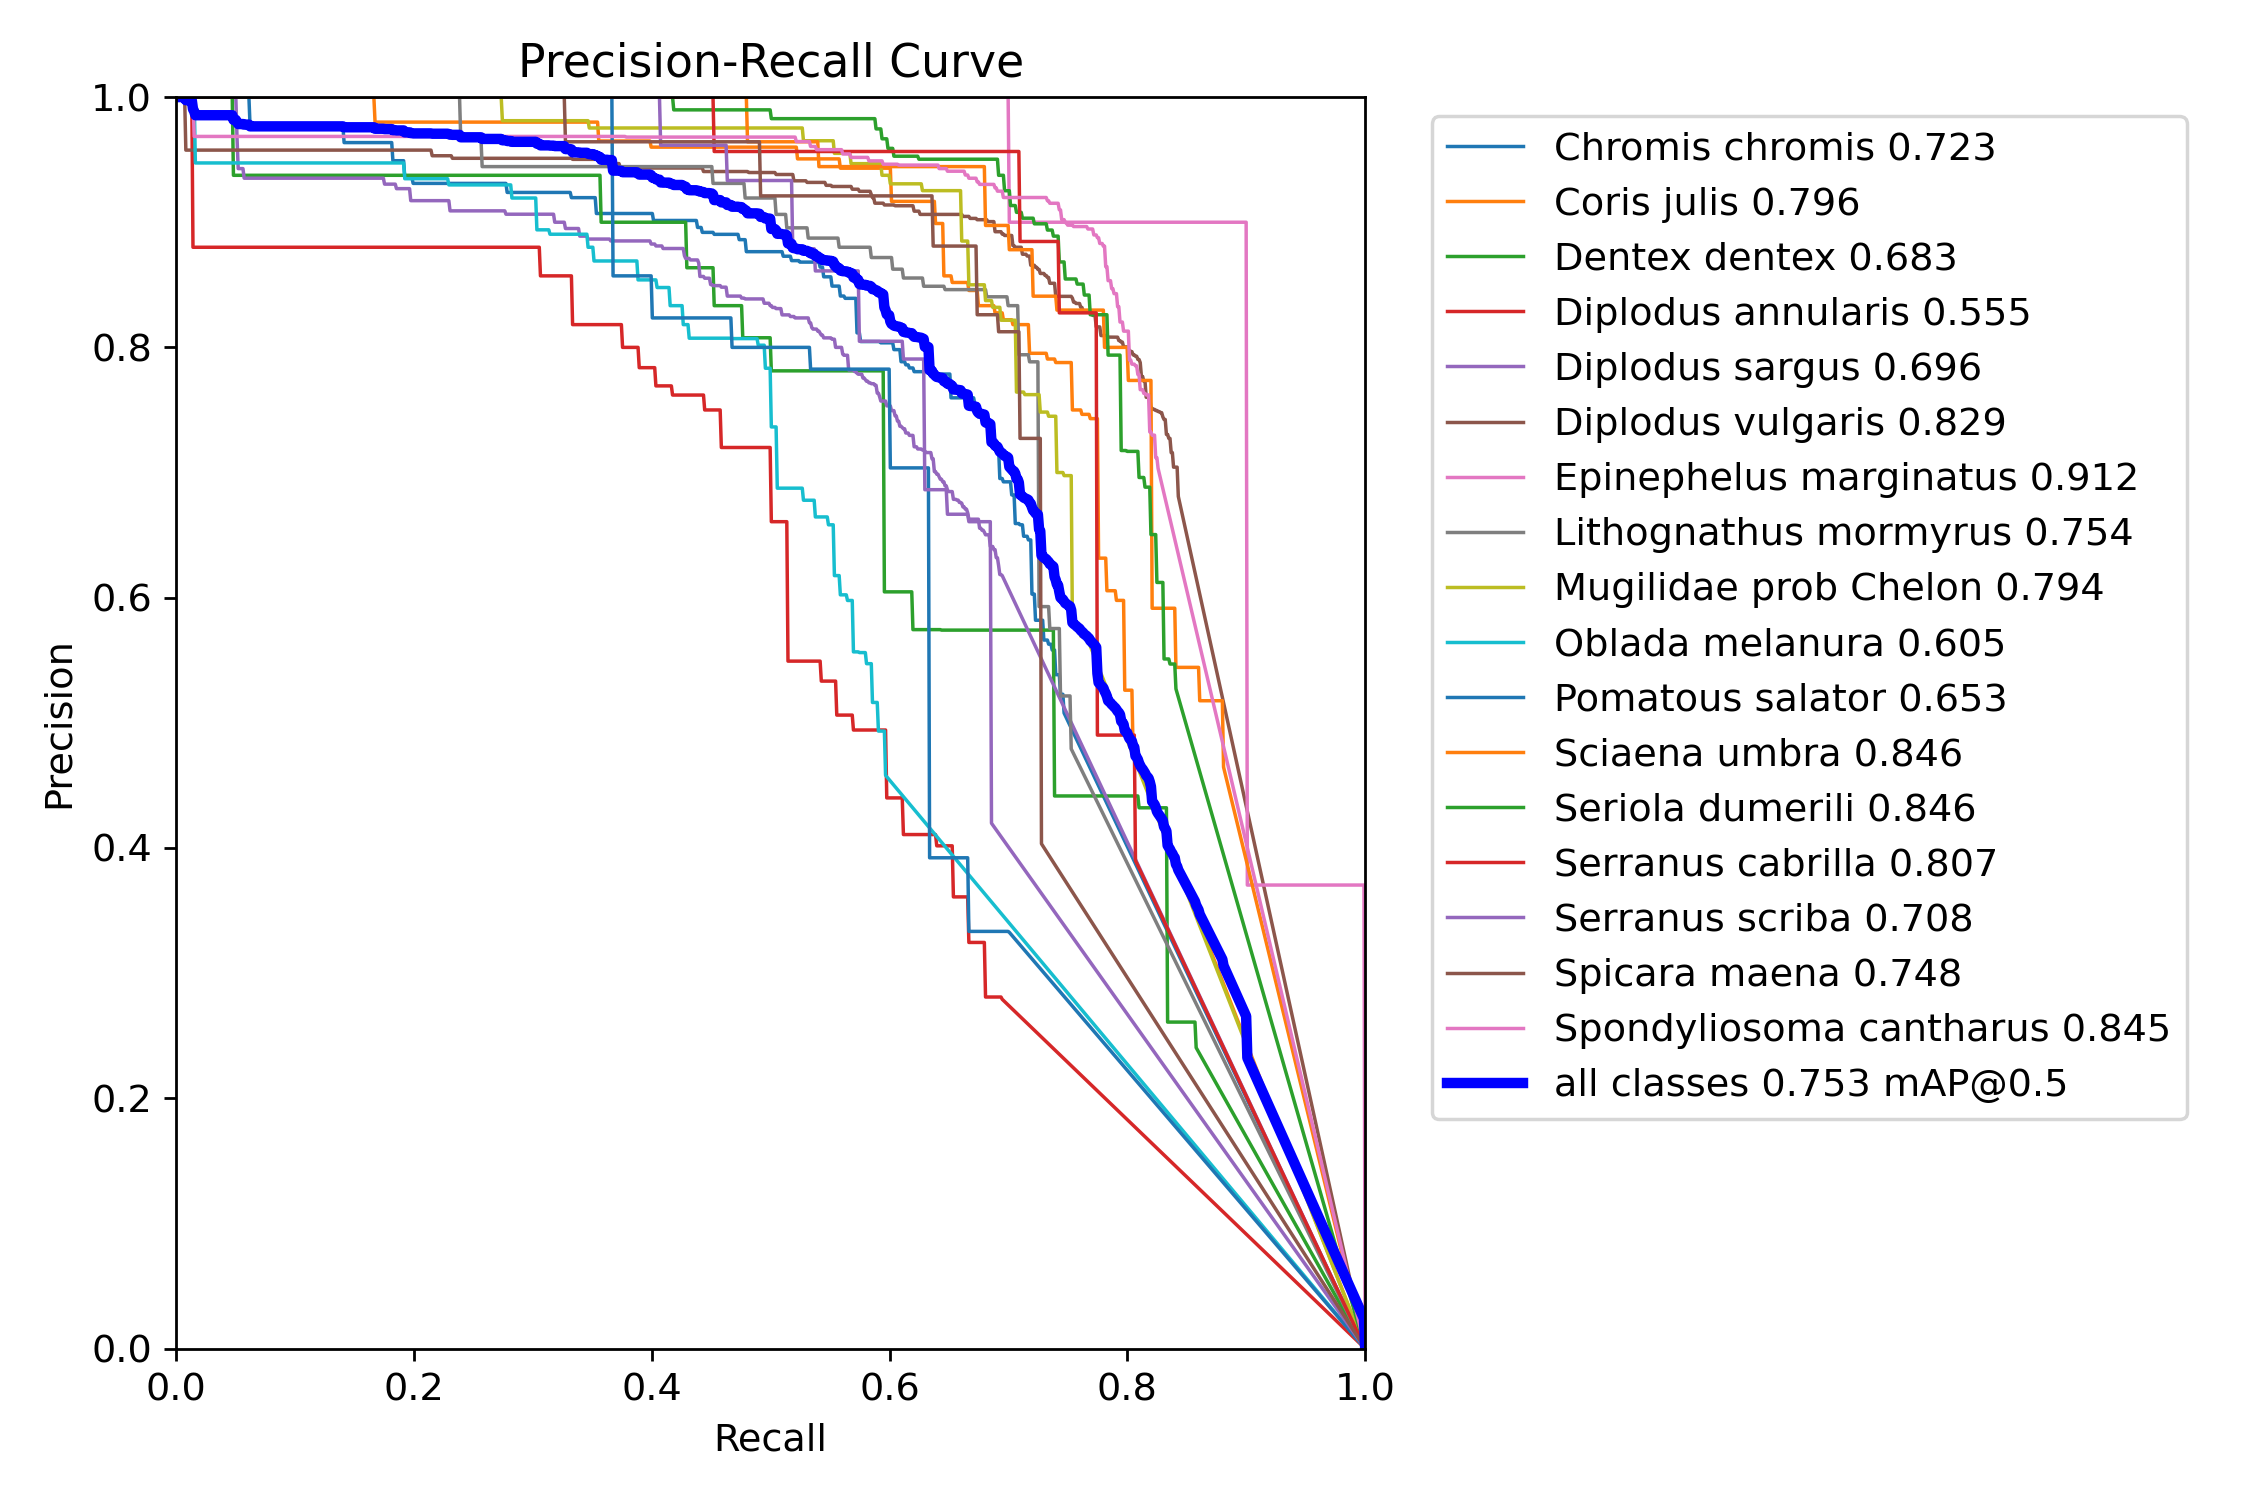 Precision-Recall Curve
1.0
0.8
0.6
0.4
0.2
0.0
Precision
0.0 0.2 0.4 0.6 0.8 1.0
Recall
Chromis chromis 0.723
Coris julis 0.796
Dentex dentex 0.683
Diplodus annularis 0.555
Diplodus sargus 0.696
Diplodus vulgaris 0.829
Epinephelus marginatus 0.912
Lithognathus mormyrus 0.754
Mugilidae prob Chelon 0.794
Oblada melanura 0.605
Pomatous salator 0.653
Sciaena umbra 0.846
Seriola dumerili 0.846
Serranus cabrilla 0.807
Serranus scriba 0.708
Spicara maena 0.748
Spondyliosoma cantharus 0.845
all classes 0.753 mAP@0.5